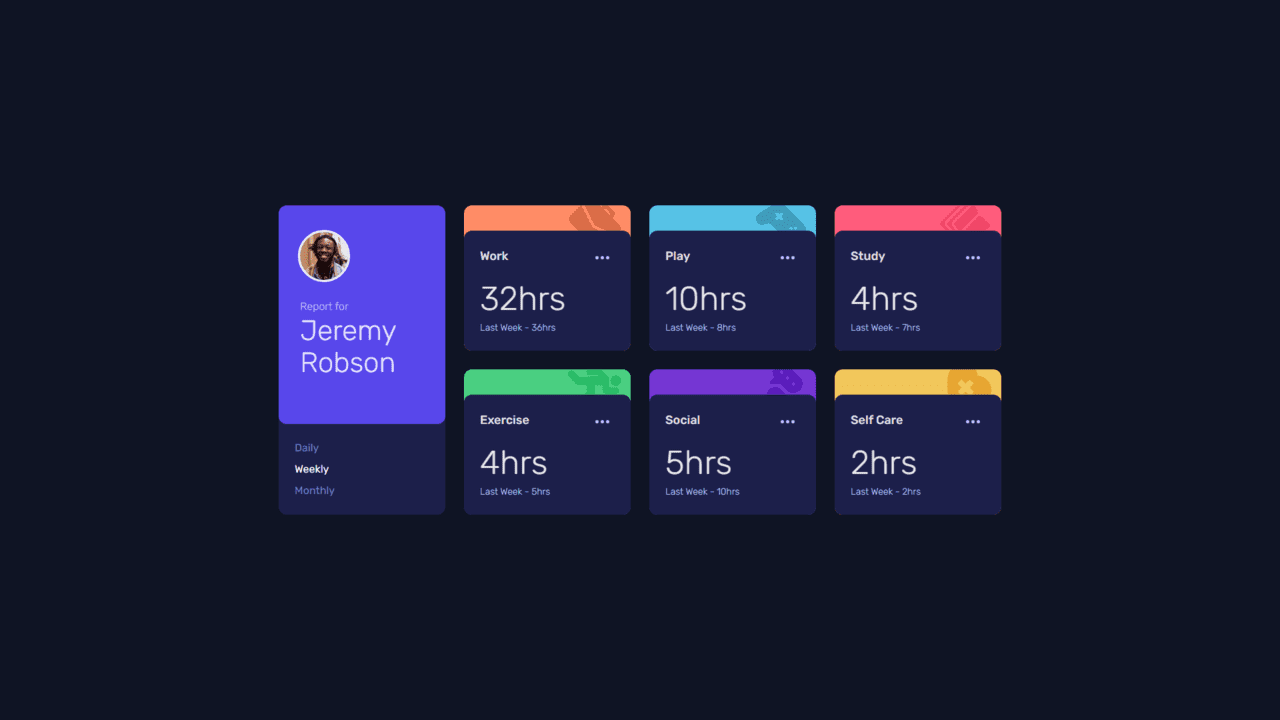 Report for
Jeremy
Robson
Daily
Weekly
Monthly
Work
32hrs
Last Week - 36hrs
Play
10hrs
Last Week - 8hrs
Study
4hrs
Last Week - 7hrs
Exercise
4hrs
Last Week - 5hrs
Social
5hrs
Last Week - 10hrs
Self Care
2hrs
Last Week - 2hrs